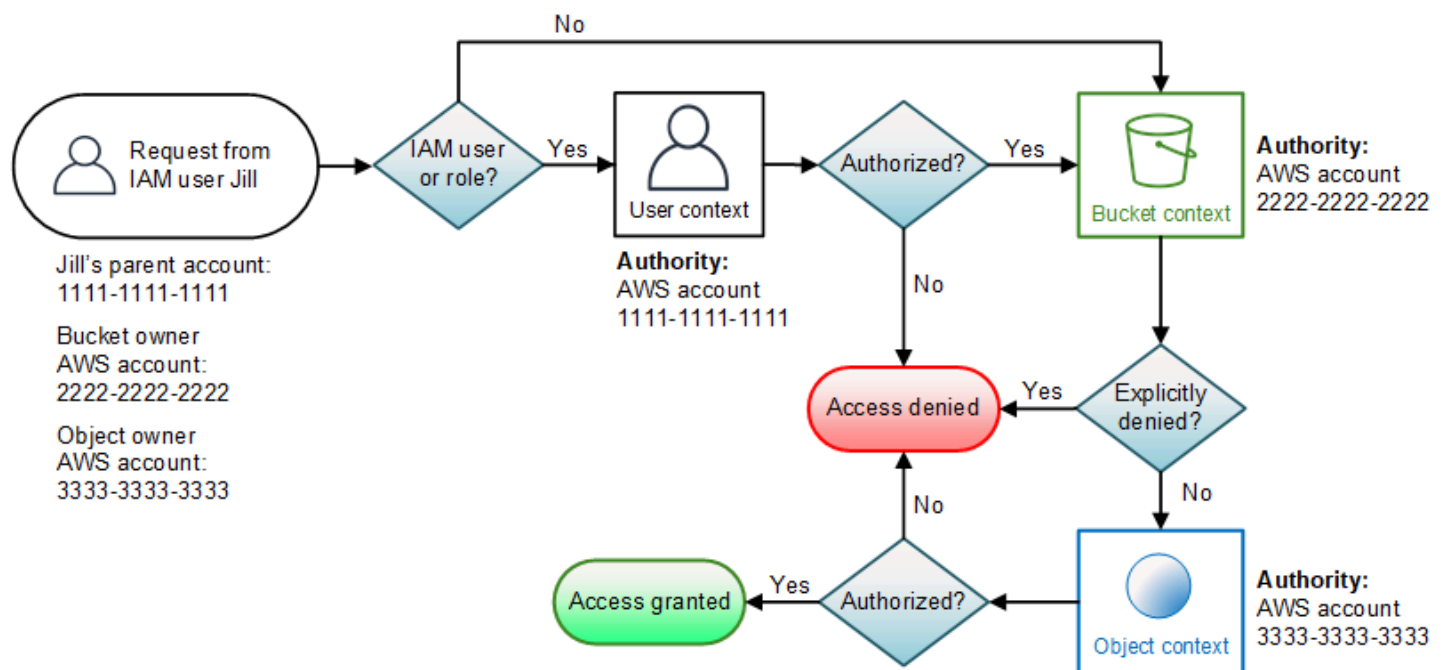 No
Request from
IAM user Jill
IAM user
or role?
Yes
User context
Authorized?
Yes
Bucket context
Authority:
AWS account
2222-2222-2222
Jill's parent account:
1111-1111-1111
Bucket owner
AWS account:
2222-2222-2222
Object owner
AWS account:
3333-3333-3333
Authority:
AWS account
1111-1111-1111
No
Access denied
Yes
Explicitly
denied?
No
No
Access granted
Yes
Authorized?
Object context
Authority:
AWS account
3333-3333-3333